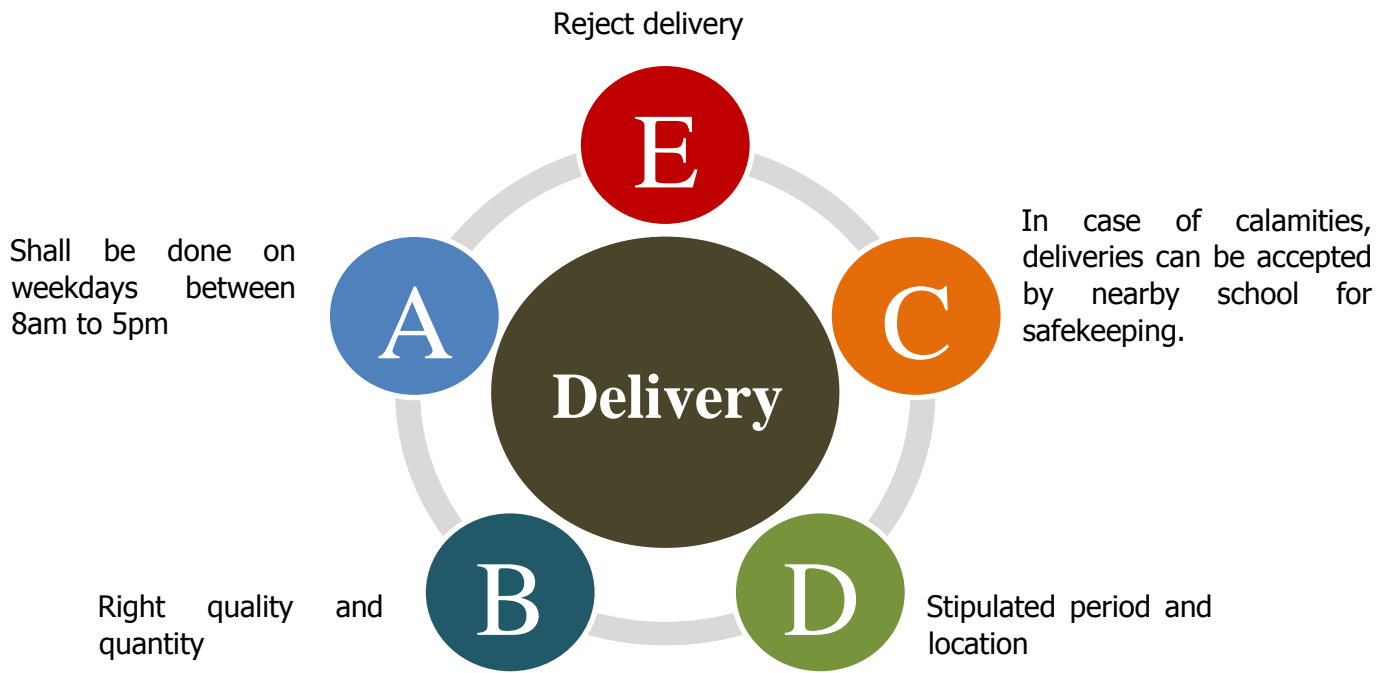 Reject delivery
E
Shall be done on
weekdays between
8am to 5pm
A
In case of calamities,
deliveries can be accepted
by nearby school for
safekeeping.
C
Delivery
Right quality and
quantity
B
D
Stipulated period and
location